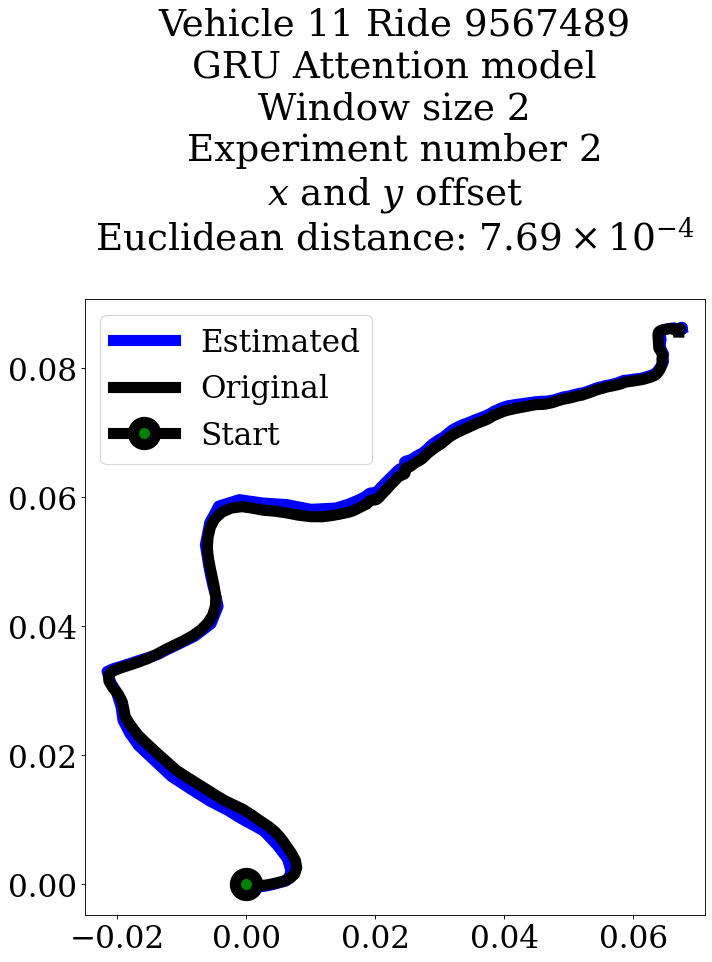 Vehicle 11 Ride 9567489
GRU Attention model
Window size 2
Experiment number 2
x and y offset
Euclidean distance: 7.69 × 10⁻⁴
Estimated
Original
Start
0.08
0.06
0.04
0.02
0.00
−0.02 0.00 0.02 0.04 0.06